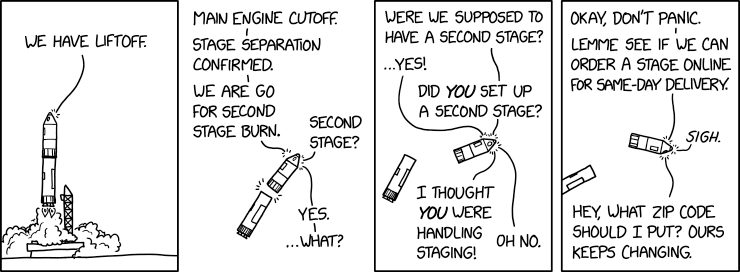 WE HAVE LIFTOFF.
MAIN ENGINE CUTOFF.
STAGE SEPARATION
CONFIRMED.
WE ARE GO
FOR SECOND
STAGE BURN.
SECOND
STAGE?
YES.
...WHAT?
WERE WE SUPPOSED TO
HAVE A SECOND STAGE?
...YES!
DID YOU SET UP
A SECOND STAGE?
I THOUGHT
YOU WERE
HANDLING
STAGING!
OH NO.
OKAY, DON'T PANIC.
LEMME SEE IF WE CAN
ORDER A STAGE ONLINE
FOR SAME-DAY DELIVERY.
SIGH.
HEY, WHAT ZIP CODE
SHOULD I PUT? OURS
KEEPS CHANGING.